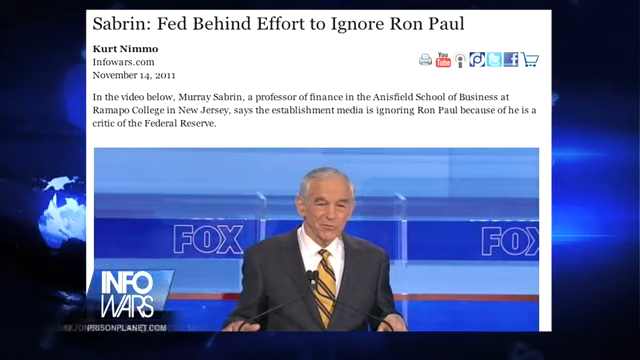 Sabrin: Fed Behind Effort to Ignore Ron Paul
Kurt Nimmo
Infowars.com
November 14, 2011
You
Tube
In the video below, Murray Sabrin, a professor of finance in the Anisfield School of Business at
Ramapo College in New Jersey, says the establishment media is ignoring Ron Paul because of he is a
critic of the Federal Reserve.
FOX
FOX
INFO
WARS
PRISONPLANET.COM